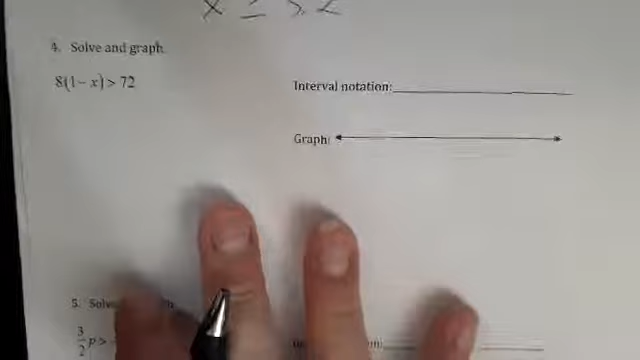 4. Solve and graph.
8(1 − x) > 72
Interval notation:
Graph:
5. Solve
3/2 p >